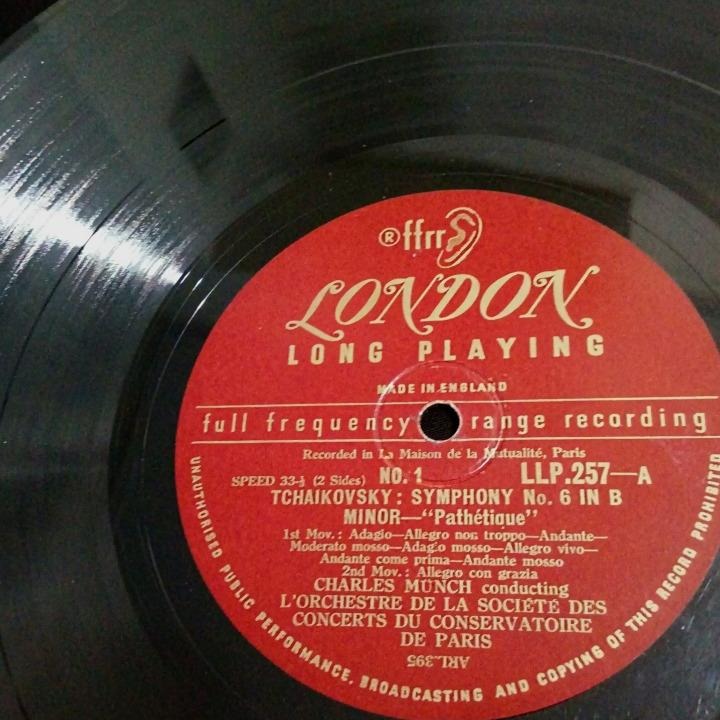 ®ffrr
LONDON
LONG PLAYING
MADE IN ENGLAND
full frequency range recording
Recorded in La Maison de la Mutualité, Paris
SPEED 33-⅓ (2 Sides) NO. 1 LLP.257—A
TCHAIKOVSKY: SYMPHONY No. 6 IN B
MINOR—"Pathétique"
1st Mov.: Adagio—Allegro non troppo—Andante—
Moderato mosso—Adagio mosso—Allegro vivo—
Andante come prima—Andante mosso
2nd Mov.: Allegro con grazia
CHARLES MÜNCH conducting
L'ORCHESTRE DE LA SOCIÉTÉ DES
CONCERTS DU CONSERVATOIRE
DE PARIS
ARL.395
UNAUTHORISED PUBLIC PERFORMANCE, BROADCASTING AND COPYING OF THIS RECORD PROHIBITED